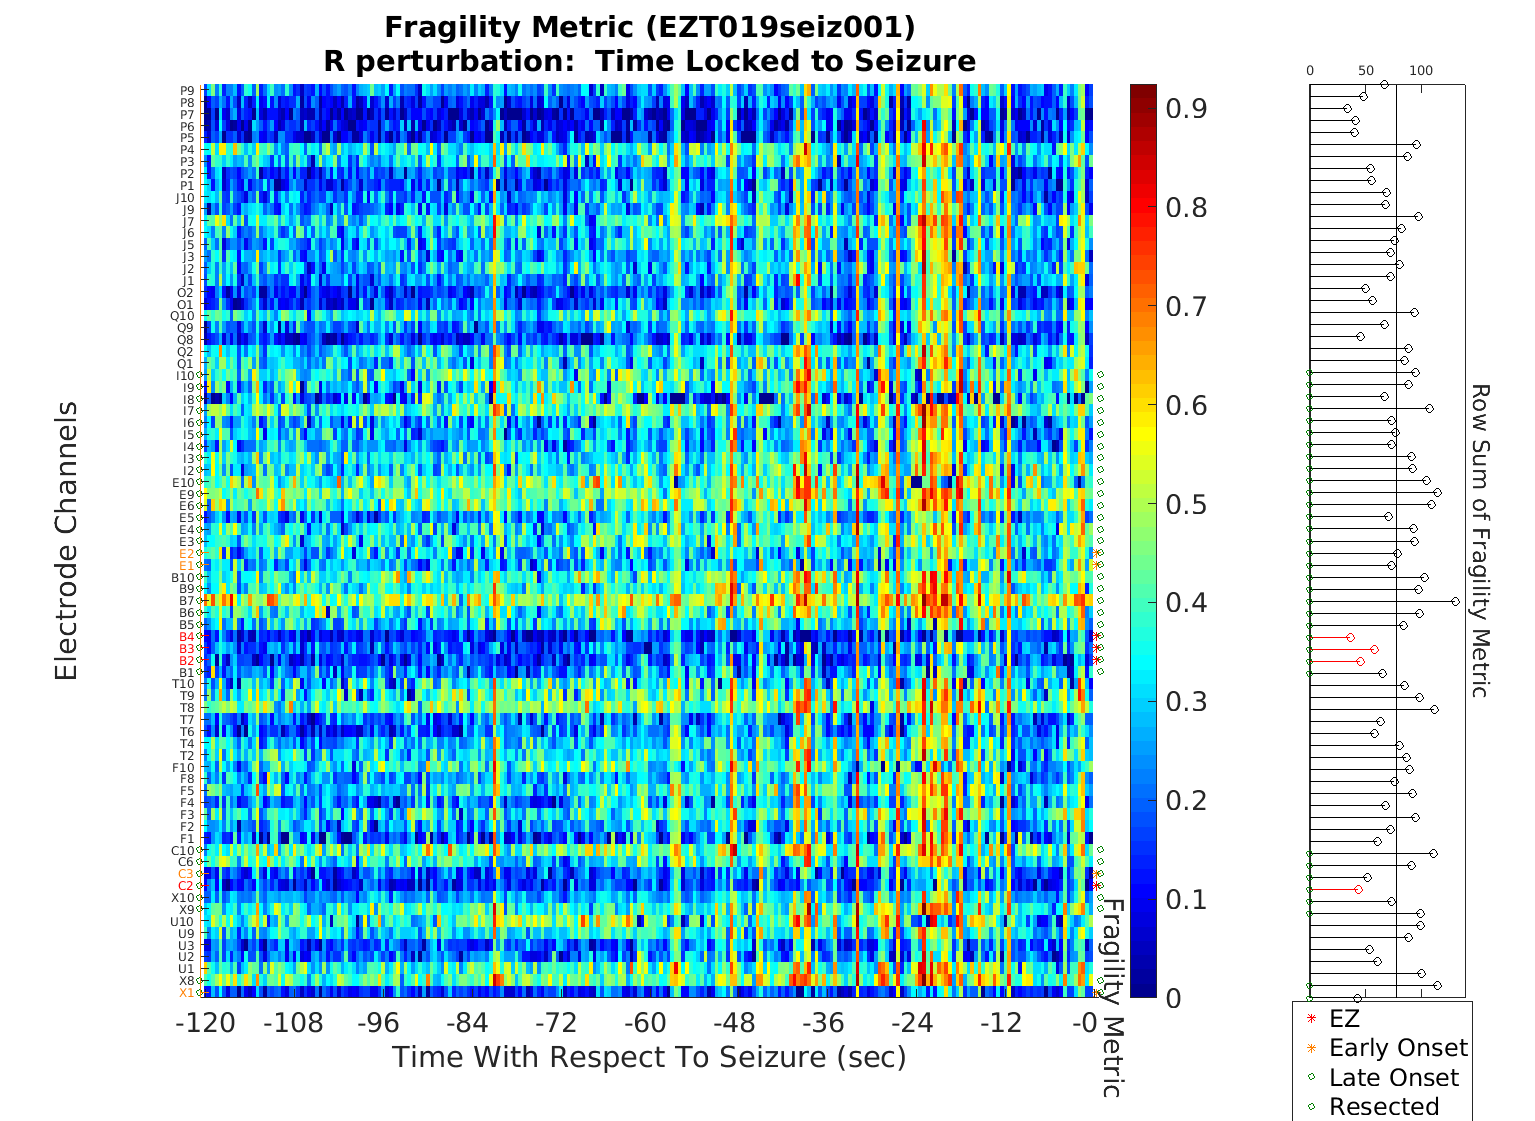 Fragility Metric (EZT019seiz001)
R perturbation:  Time Locked to Seizure
Electrode Channels
P9
P8
P7
P6
P5
P4
P3
P2
P1
J10
J9
J7
J6
J5
J3
J2
J1
O2
O1
Q10
Q9
Q8
Q2
Q1
I10
I9
I8
I7
I6
I5
I4
I3
I2
E10
E9
E6
E5
E4
E3
E2
E1
B10
B9
B7
B6
B5
B4
B3
B2
B1
T10
T9
T8
T7
T6
T4
T2
F10
F8
F5
F4
F3
F2
F1
C10
C6
C3
C2
X10
X9
U10
U9
U3
U2
U1
X8
X1
-120 -108 -96 -84 -72 -60 -48 -36 -24 -12 -0
Time With Respect To Seizure (sec)
0.9
0.8
0.7
0.6
0.5
0.4
0.3
0.2
0.1
0
Fragility Metric
0 50 100
Row Sum of Fragility Metric
EZ
Early Onset
Late Onset
Resected